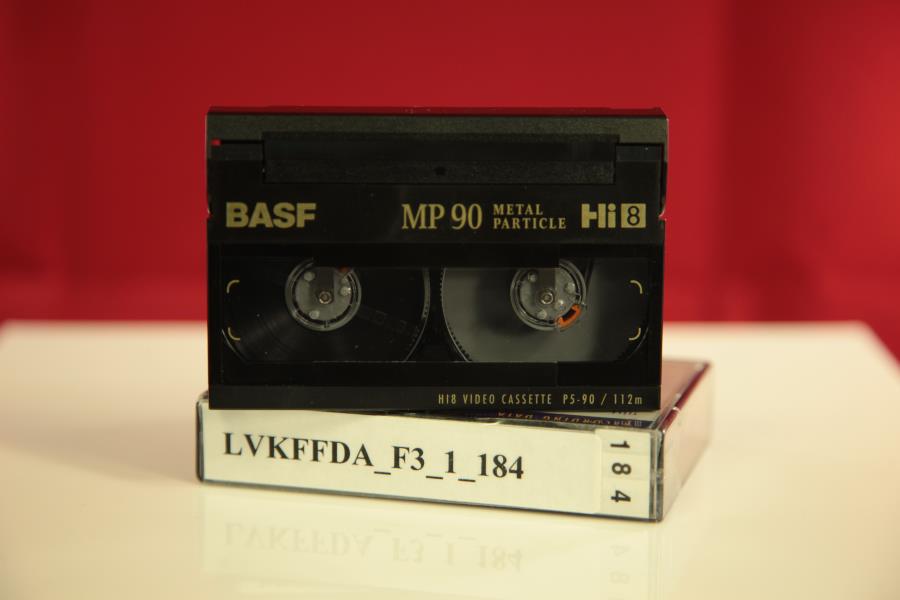 BASF MP 90 METAL PARTICLE Hi8
HI8 VIDEO CASSETTE P5-90 / 112m
LVKFFDA_F3_1_184
184